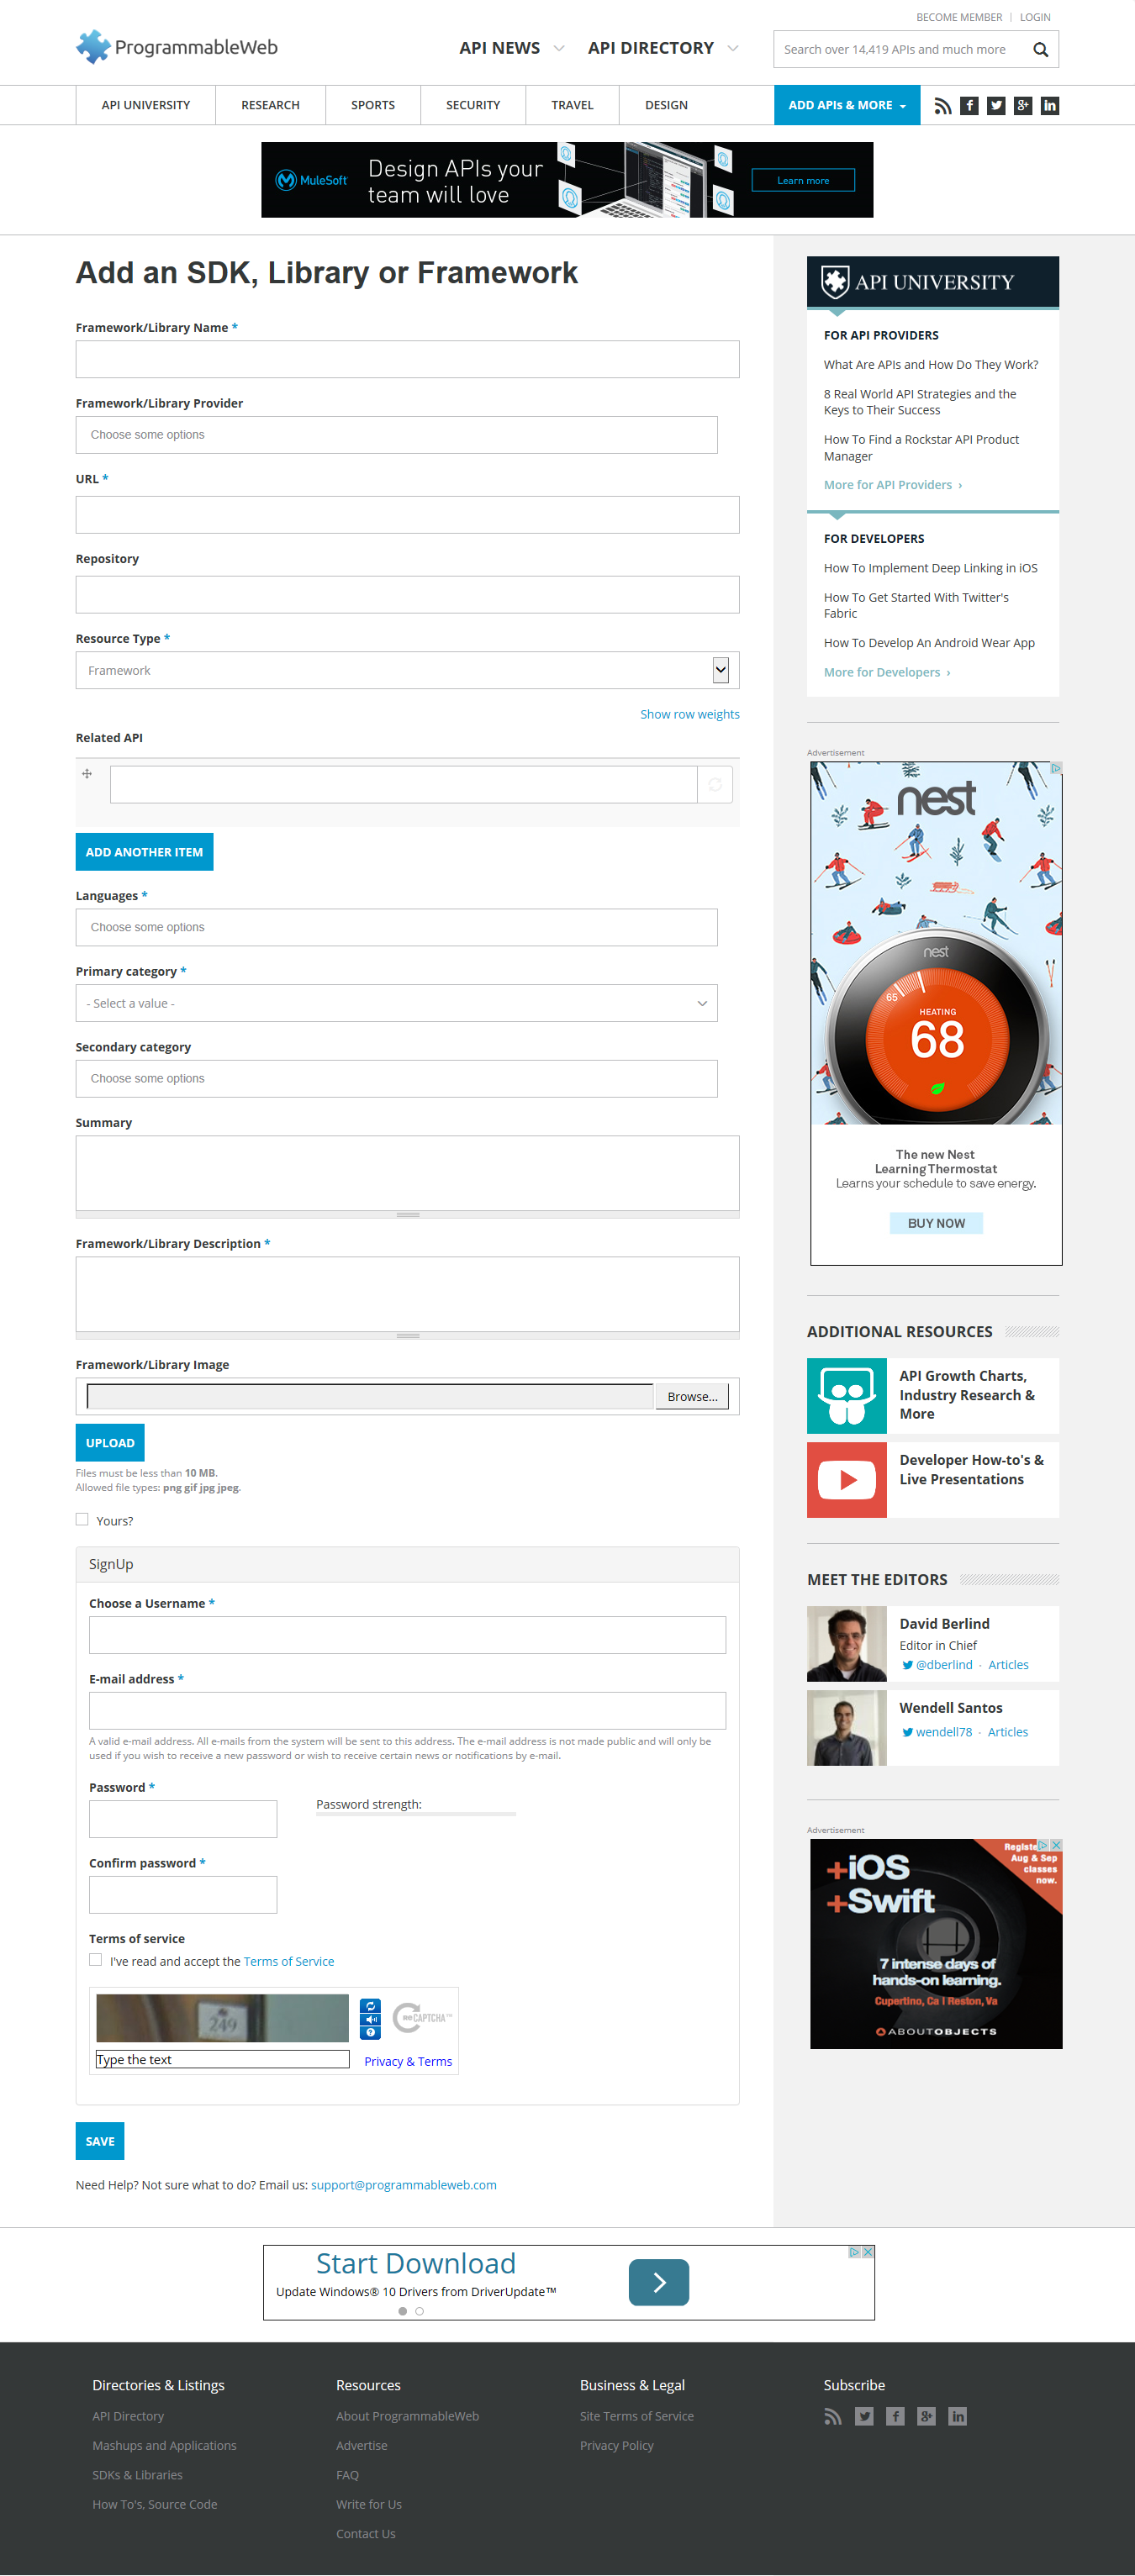 BECOME MEMBER | LOGIN
ProgrammableWeb
API NEWS
API DIRECTORY
Search over 14,419 APIs and much more
API UNIVERSITY
RESEARCH
SPORTS
SECURITY
TRAVEL
DESIGN
ADD APIs & MORE
MuleSoft
Design APIs your
team will love
Learn more
Add an SDK, Library or Framework
Framework/Library Name *
Framework/Library Provider
Choose some options
URL *
Repository
Resource Type *
Framework
Show row weights
Related API
ADD ANOTHER ITEM
Languages *
Choose some options
Primary category *
- Select a value -
Secondary category
Choose some options
Summary
Framework/Library Description *
Framework/Library Image
Browse...
UPLOAD
Files must be less than 10 MB.
Allowed file types: png gif jpg jpeg.
Yours?
SignUp
Choose a Username *
E-mail address *
A valid e-mail address. All e-mails from the system will be sent to this address. The e-mail address is not made public and will only be
used if you wish to receive a new password or wish to receive certain news or notifications by e-mail.
Password *
Password strength:
Confirm password *
Terms of service
I've read and accept the Terms of Service
249
reCAPTCHA™
Type the text
Privacy & Terms
SAVE
Need Help? Not sure what to do? Email us: support@programmableweb.com
API UNIVERSITY
FOR API PROVIDERS
What Are APIs and How Do They Work?
8 Real World API Strategies and the
Keys to Their Success
How To Find a Rockstar API Product
Manager
More for API Providers ›
FOR DEVELOPERS
How To Implement Deep Linking in iOS
How To Get Started With Twitter's
Fabric
How To Develop An Android Wear App
More for Developers ›
Advertisement
nest
nest
65
HEATING
68
The new Nest
Learning Thermostat
Learns your schedule to save energy.
BUY NOW
ADDITIONAL RESOURCES
API Growth Charts,
Industry Research &
More
Developer How-to's &
Live Presentations
MEET THE EDITORS
David Berlind
Editor in Chief
@dberlind · Articles
Wendell Santos
wendell78 · Articles
Advertisement
+iOS
+Swift
Aug & Sep
classes
now.
7 intense days of
hands-on learning.
Cupertino, Ca | Reston, Va
ABOUTOBJECTS
Start Download
Update Windows® 10 Drivers from DriverUpdate™
Directories & Listings
API Directory
Mashups and Applications
SDKs & Libraries
How To's, Source Code
Resources
About ProgrammableWeb
Advertise
FAQ
Write for Us
Contact Us
Business & Legal
Site Terms of Service
Privacy Policy
Subscribe